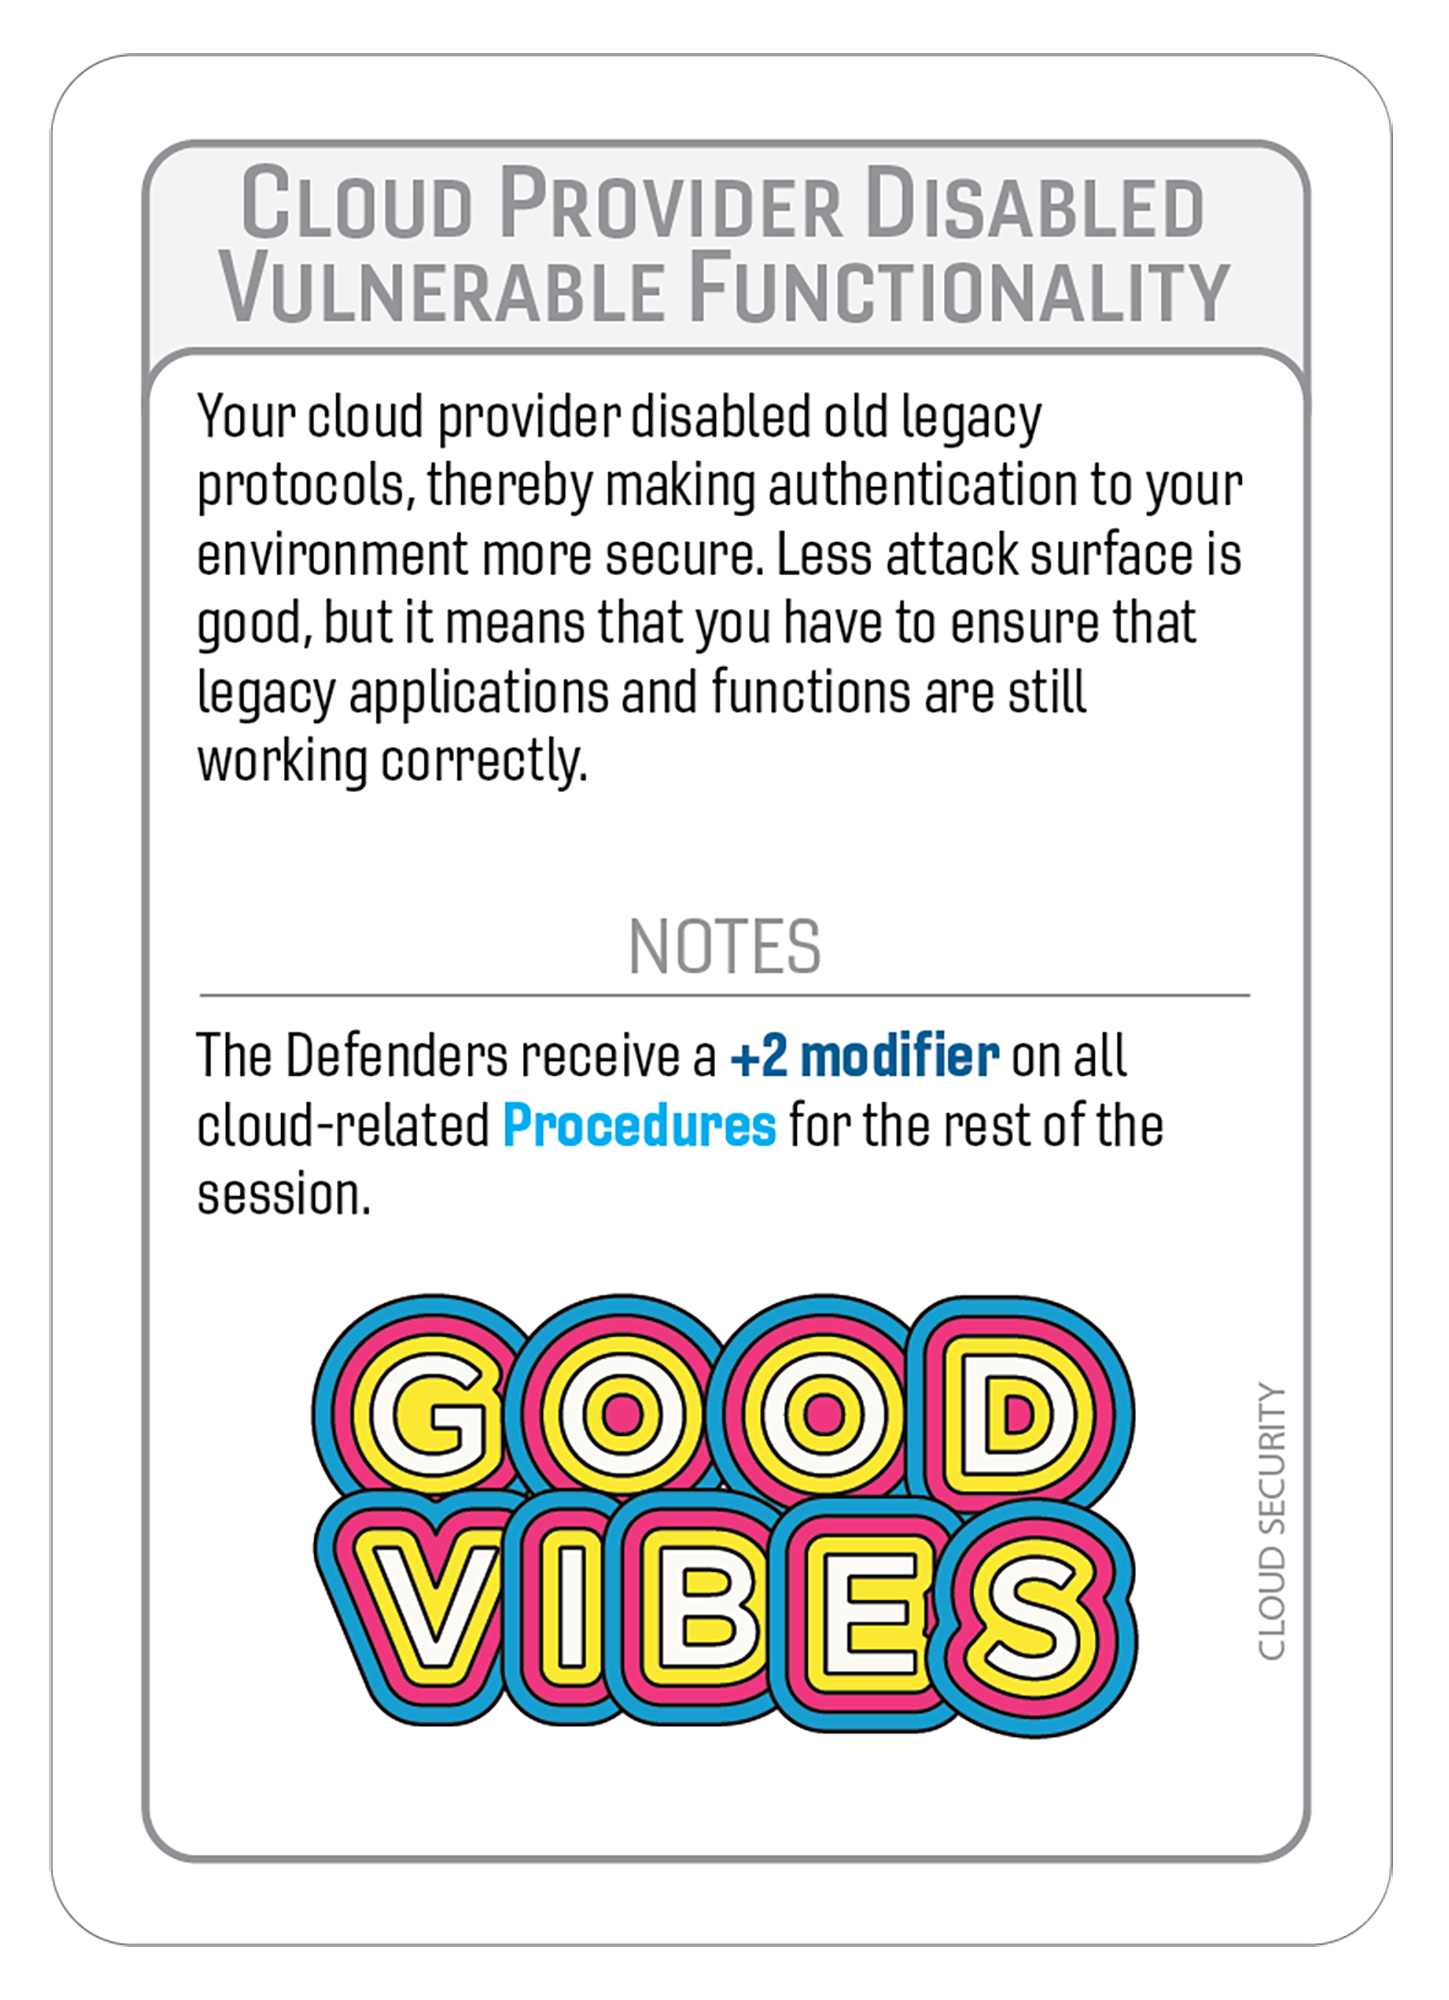 CLOUD PROVIDER DISABLED
VULNERABLE FUNCTIONALITY
Your cloud provider disabled old legacy
protocols, thereby making authentication to your
environment more secure. Less attack surface is
good, but it means that you have to ensure that
legacy applications and functions are still
working correctly.
NOTES
The Defenders receive a +2 modifier on all
cloud-related Procedures for the rest of the
session.
GOOD
VIBES
CLOUD SECURITY